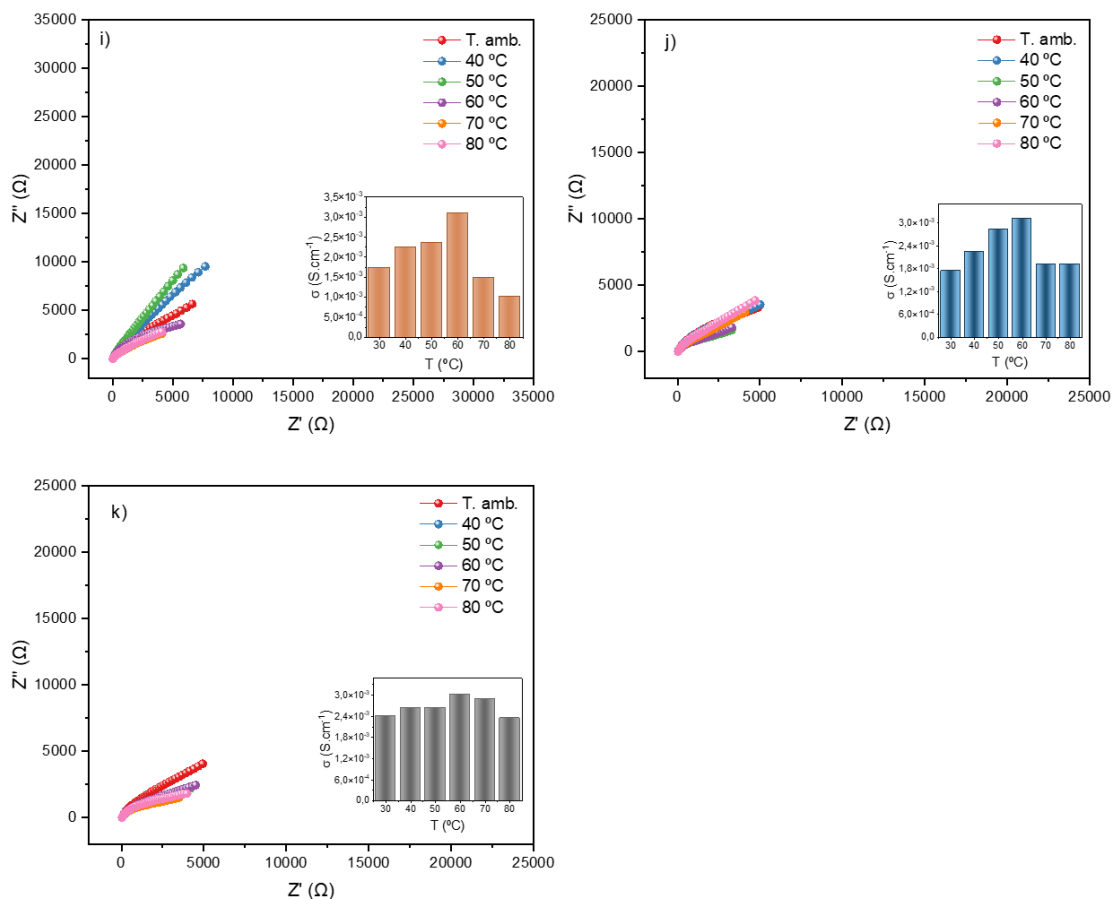 i)
T. amb.
40 ºC
50 ºC
60 ºC
70 ºC
80 ºC
35000
30000
25000
20000
15000
10000
5000
0
Z'' (Ω)
0 5000 10000 15000 20000 25000 30000 35000
Z' (Ω)
3,5×10⁻³
3,0×10⁻³
2,5×10⁻³
2,0×10⁻³
1,5×10⁻³
1,0×10⁻³
0,0
σ (S.cm⁻¹)
30 40 50 60 70 80
T (ºC)
j)
T. amb.
40 ºC
50 ºC
60 ºC
70 ºC
80 ºC
25000
20000
15000
10000
5000
0
Z'' (Ω)
0 5000 10000 15000 20000 25000
Z' (Ω)
3,0×10⁻³
2,4×10⁻³
1,8×10⁻³
1,2×10⁻³
6,0×10⁻⁴
0,0
σ (S.cm⁻¹)
30 40 50 60 70 80
T (ºC)
k)
T. amb.
40 ºC
50 ºC
60 ºC
70 ºC
80 ºC
25000
20000
15000
10000
5000
0
Z'' (Ω)
0 5000 10000 15000 20000 25000
Z' (Ω)
3,0×10⁻³
2,4×10⁻³
1,8×10⁻³
1,2×10⁻³
6,0×10⁻⁴
0,0
σ (S.cm⁻¹)
30 40 50 60 70 80
T (ºC)